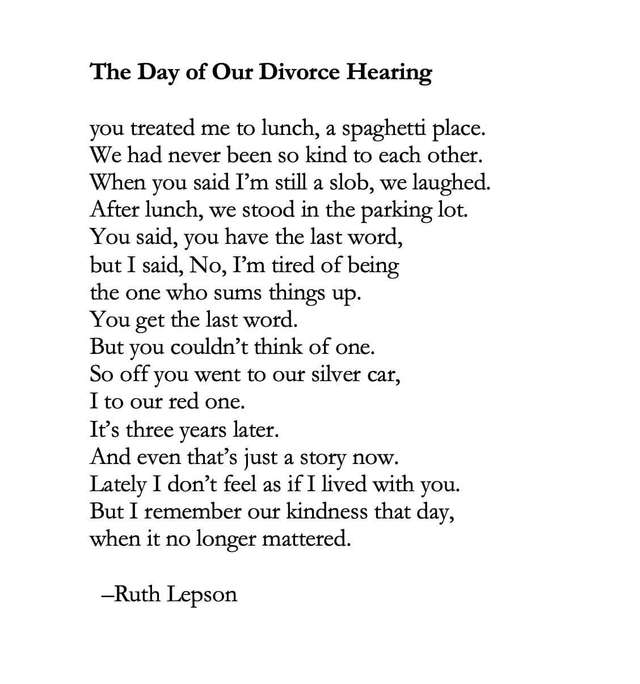 The Day of Our Divorce Hearing
you treated me to lunch, a spaghetti place.
We had never been so kind to each other.
When you said I’m still a slob, we laughed.
After lunch, we stood in the parking lot.
You said, you have the last word,
but I said, No, I’m tired of being
the one who sums things up.
You get the last word.
But you couldn’t think of one.
So off you went to our silver car,
I to our red one.
It’s three years later.
And even that’s just a story now.
Lately I don’t feel as if I lived with you.
But I remember our kindness that day,
when it no longer mattered.
–Ruth Lepson